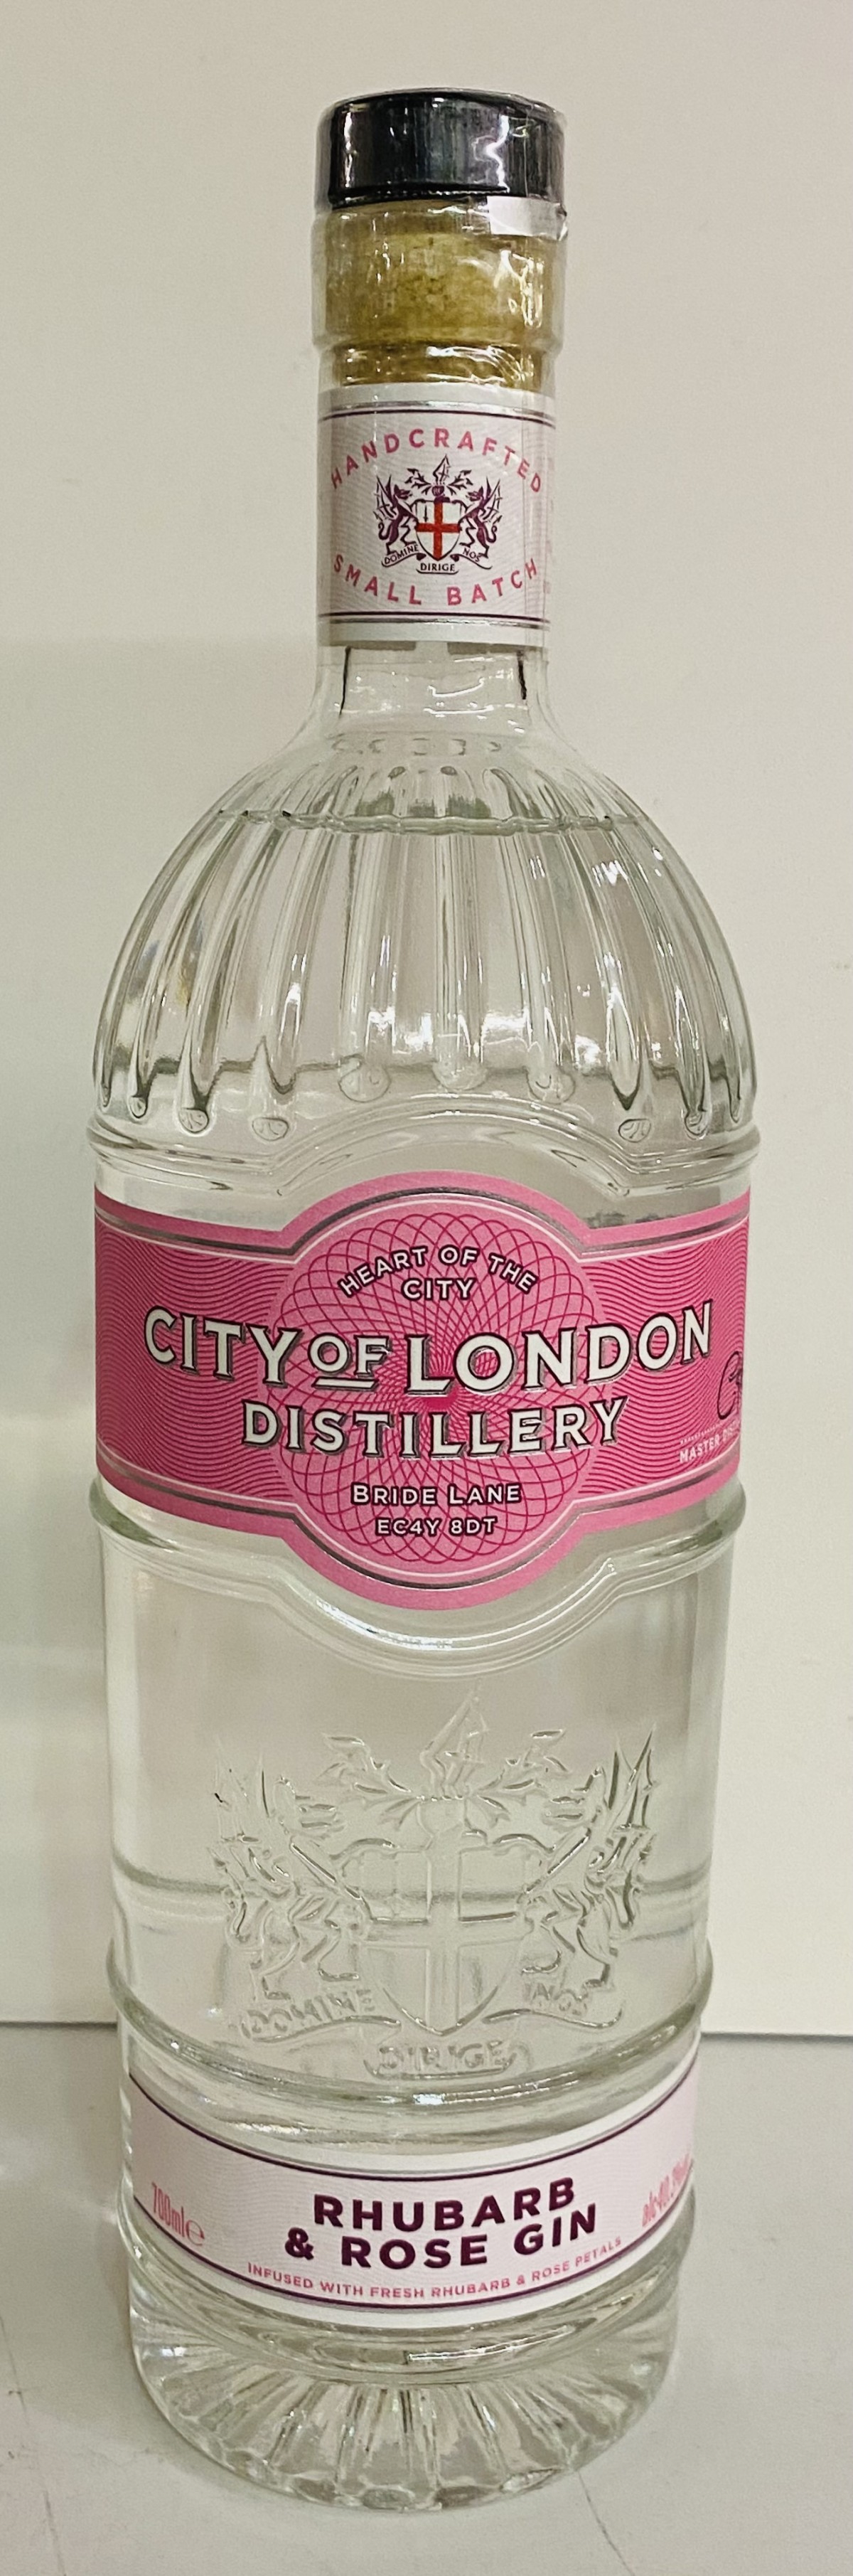 HANDCRAFTED
DOMINE NOS
DIRIGE
SMALL BATCH
HEART OF THE
CITY
CITY OF LONDON
DISTILLERY
MASTER
BRIDE LANE
EC4Y 8DT
DOMINE NOS
DIRIGE
RHUBARB
& ROSE GIN
700ml℮
INFUSED WITH FRESH RHUBARB & ROSE PETALS